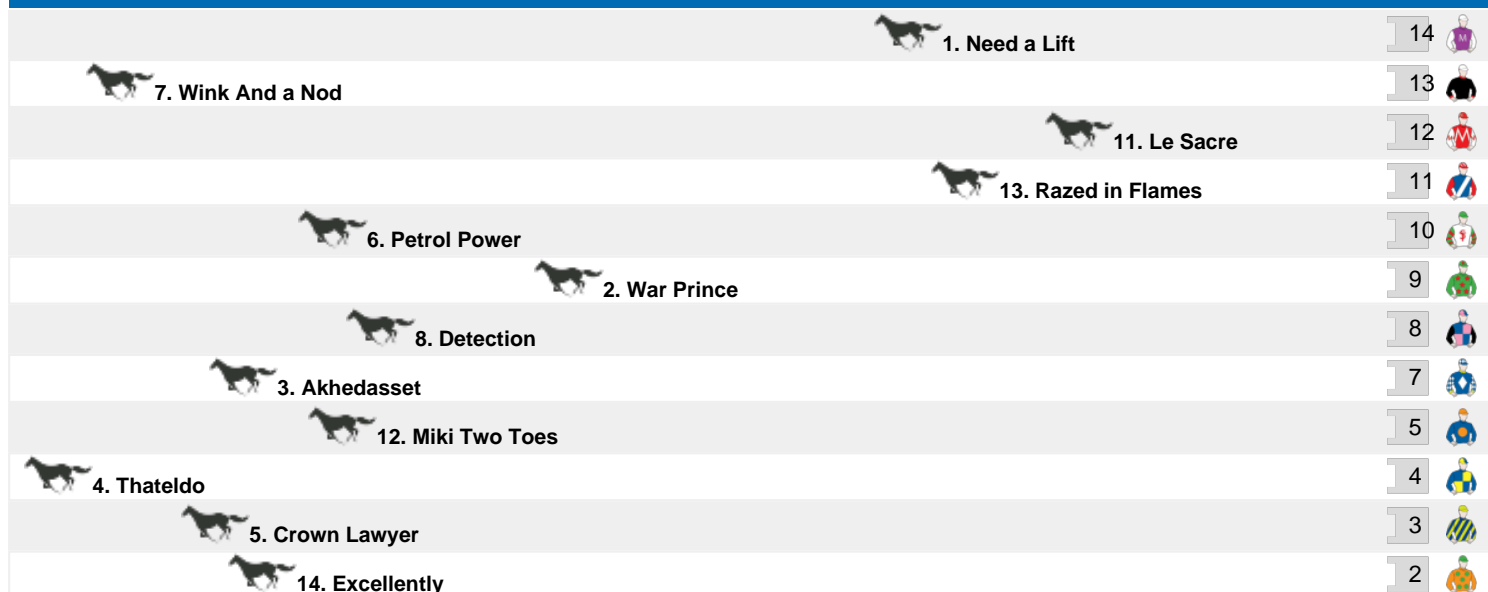 1. Need a Lift 14
7. Wink And a Nod 13
11. Le Sacre 12
13. Razed in Flames 11
6. Petrol Power 10
2. War Prince 9
8. Detection 8
3. Akhedasset 7
12. Miki Two Toes 5
4. Thateldo 4
5. Crown Lawyer 3
14. Excellently 2